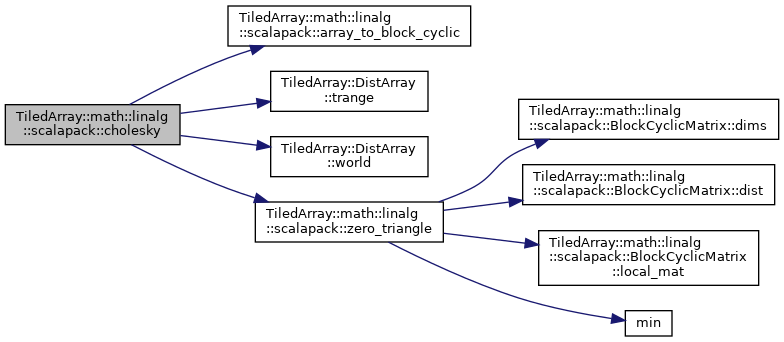 TiledArray::math::linalg
::scalapack::cholesky
TiledArray::math::linalg
::scalapack::array_to_block_cyclic
TiledArray::DistArray
::trange
TiledArray::DistArray
::world
TiledArray::math::linalg
::scalapack::zero_triangle
TiledArray::math::linalg
::scalapack::BlockCyclicMatrix::dims
TiledArray::math::linalg
::scalapack::BlockCyclicMatrix::dist
TiledArray::math::linalg
::scalapack::BlockCyclicMatrix
::local_mat
min